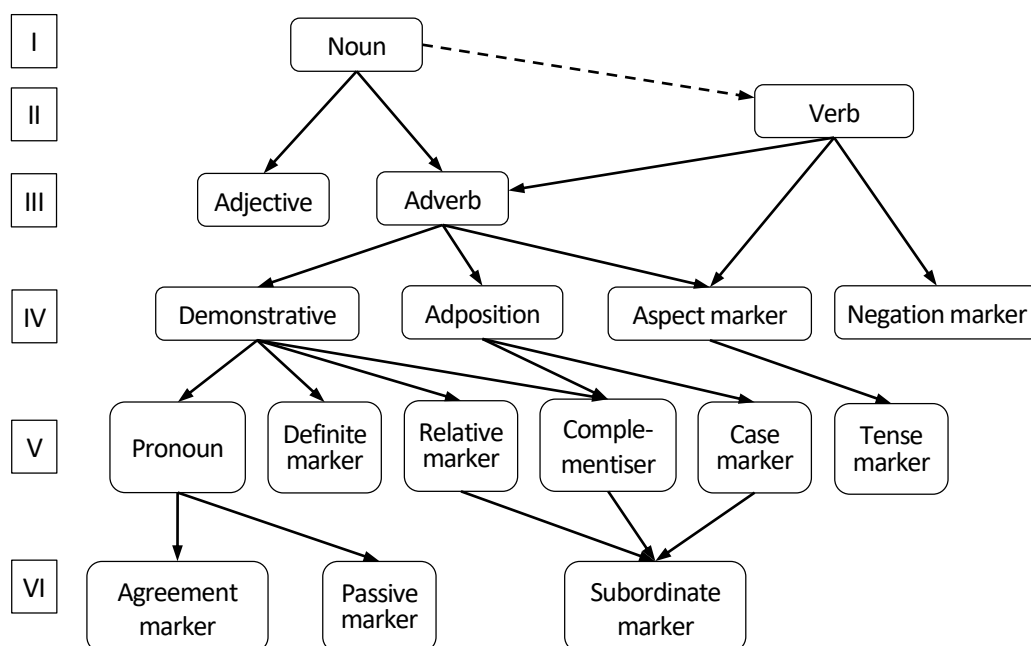 I
Noun
II
Verb
III
Adjective
Adverb
IV
Demonstrative
Adposition
Aspect marker
Negation marker
V
Pronoun
Definite
marker
Relative
marker
Comple-
mentiser
Case
marker
Tense
marker
VI
Agreement
marker
Passive
marker
Subordinate
marker